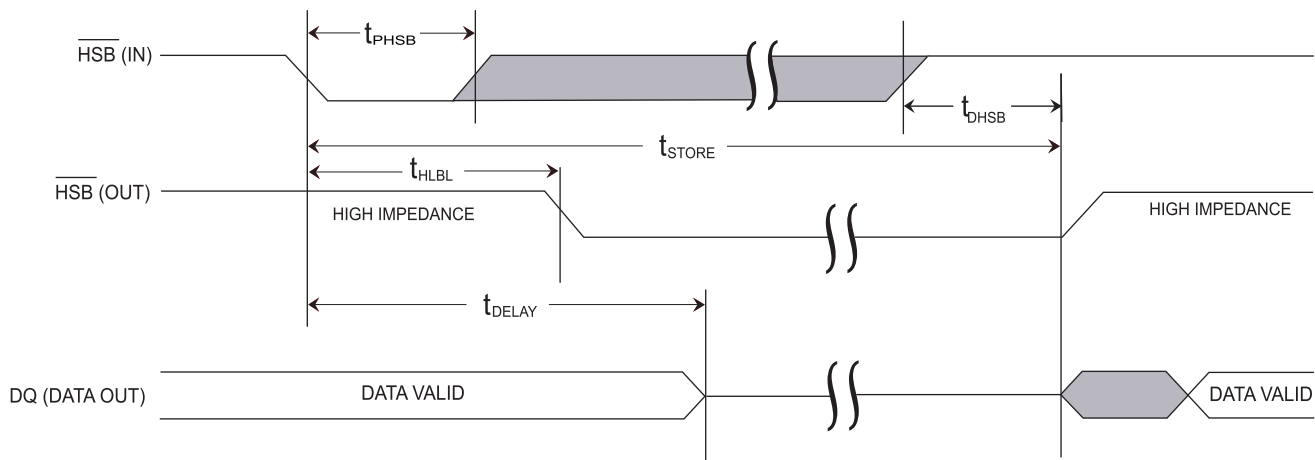 tPHSB
HSB (IN)
tDHSB
tSTORE
tHLBL
HSB (OUT)
HIGH IMPEDANCE
HIGH IMPEDANCE
tDELAY
DQ (DATA OUT)
DATA VALID
DATA VALID